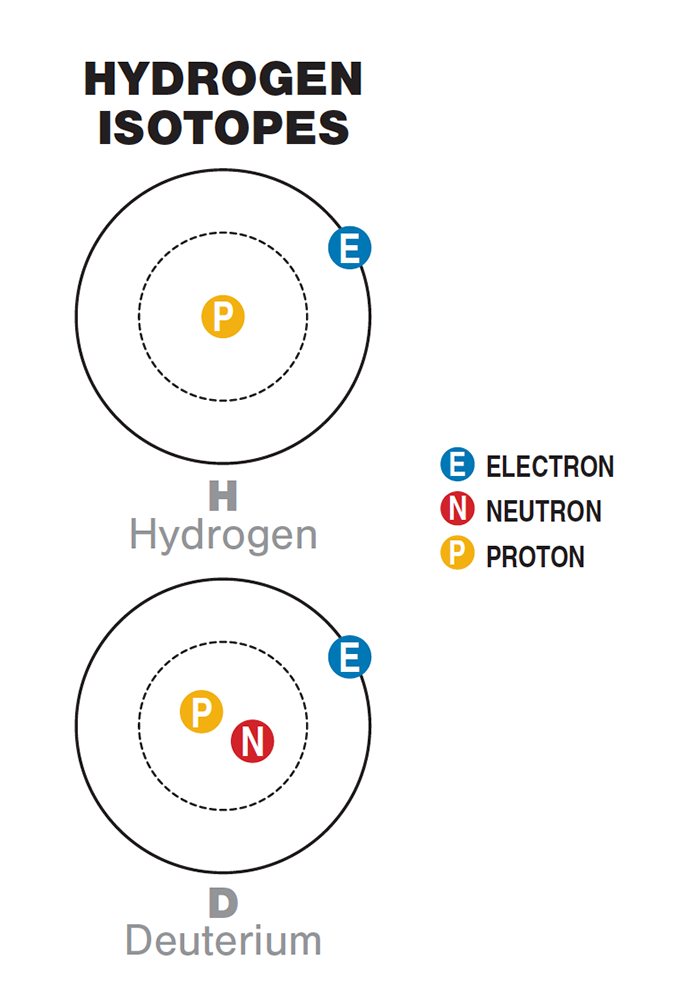 HYDROGEN
ISOTOPES
E
P
H
Hydrogen
E ELECTRON
N NEUTRON
P PROTON
E
P
N
D
Deuterium